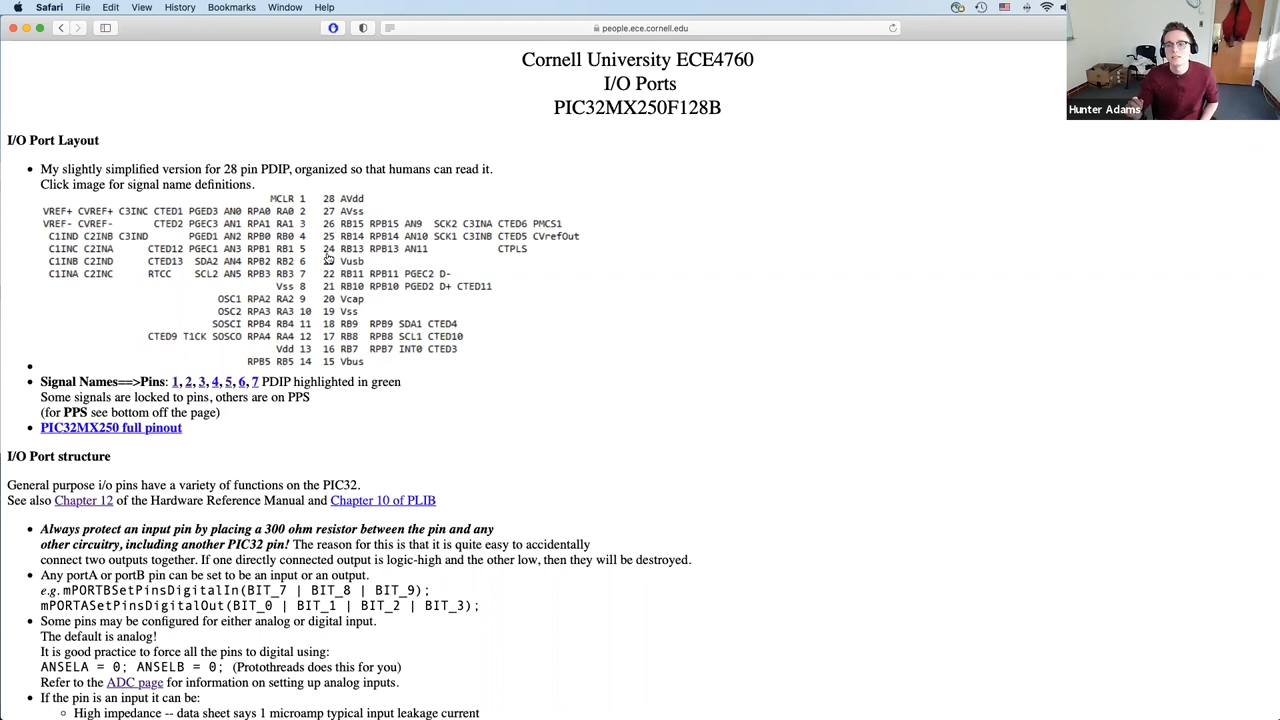 Safari File Edit View History Bookmarks Window Help
people.ece.cornell.edu
Hunter Adams
Cornell University ECE4760
I/O Ports
PIC32MX250F128B
I/O Port Layout
My slightly simplified version for 28 pin PDIP, organized so that humans can read it.
Click image for signal name definitions.
MCLR 1 28 AVdd
VREF+ CVREF+ C3INC CTED1 PGED3 AN0 RPA0 RA0 2 27 AVss
VREF- CVREF- CTED2 PGEC3 AN1 RPA1 RA1 3 26 RB15 RPB15 AN9 SCK2 C3INA CTED6 PMCS1
C1IND C2INB C3IND PGED1 AN2 RPB0 RB0 4 25 RB14 RPB14 AN10 SCK1 C3INB CTED5 CVrefOut
C1INC C2INA CTED12 PGEC1 AN3 RPB1 RB1 5 24 RB13 RPB13 AN11 CTPLS
C1INB C2IND CTED13 SDA2 AN4 RPB2 RB2 6 Vusb
C1INA C2INC RTCC SCL2 AN5 RPB3 RB3 7 22 RB11 RPB11 PGEC2 D-
Vss 8 21 RB10 RPB10 PGED2 D+ CTED11
OSC1 RPA2 RA2 9 20 Vcap
OSC2 RPA3 RA3 10 19 Vss
SOSCI RPB4 RB4 11 18 RB9 RPB9 SDA1 CTED4
CTED9 T1CK SOSCO RPA4 RA4 12 17 RB8 RPB8 SCL1 CTED10
Vdd 13 16 RB7 RPB7 INT0 CTED3
RPB5 RB5 14 15 Vbus
Signal Names==>Pins: 1, 2, 3, 4, 5, 6, 7 PDIP highlighted in green
Some signals are locked to pins, others are on PPS
(for PPS see bottom off the page)
PIC32MX250 full pinout
I/O Port structure
General purpose i/o pins have a variety of functions on the PIC32.
See also Chapter 12 of the Hardware Reference Manual and Chapter 10 of PLIB
Always protect an input pin by placing a 300 ohm resistor between the pin and any
other circuitry, including another PIC32 pin! The reason for this is that it is quite easy to accidentally
connect two outputs together. If one directly connected output is logic-high and the other low, then they will be destroyed.
Any portA or portB pin can be set to be an input or an output.
e.g. mPORTBSetPinsDigitalIn(BIT_7 | BIT_8 | BIT_9);
mPORTASetPinsDigitalOut(BIT_0 | BIT_1 | BIT_2 | BIT_3);
Some pins may be configured for either analog or digital input.
The default is analog!
It is good practice to force all the pins to digital using:
ANSELA = 0; ANSELB = 0; (Protothreads does this for you)
Refer to the ADC page for information on setting up analog inputs.
If the pin is an input it can be:
High impedance -- data sheet says 1 microamp typical input leakage current